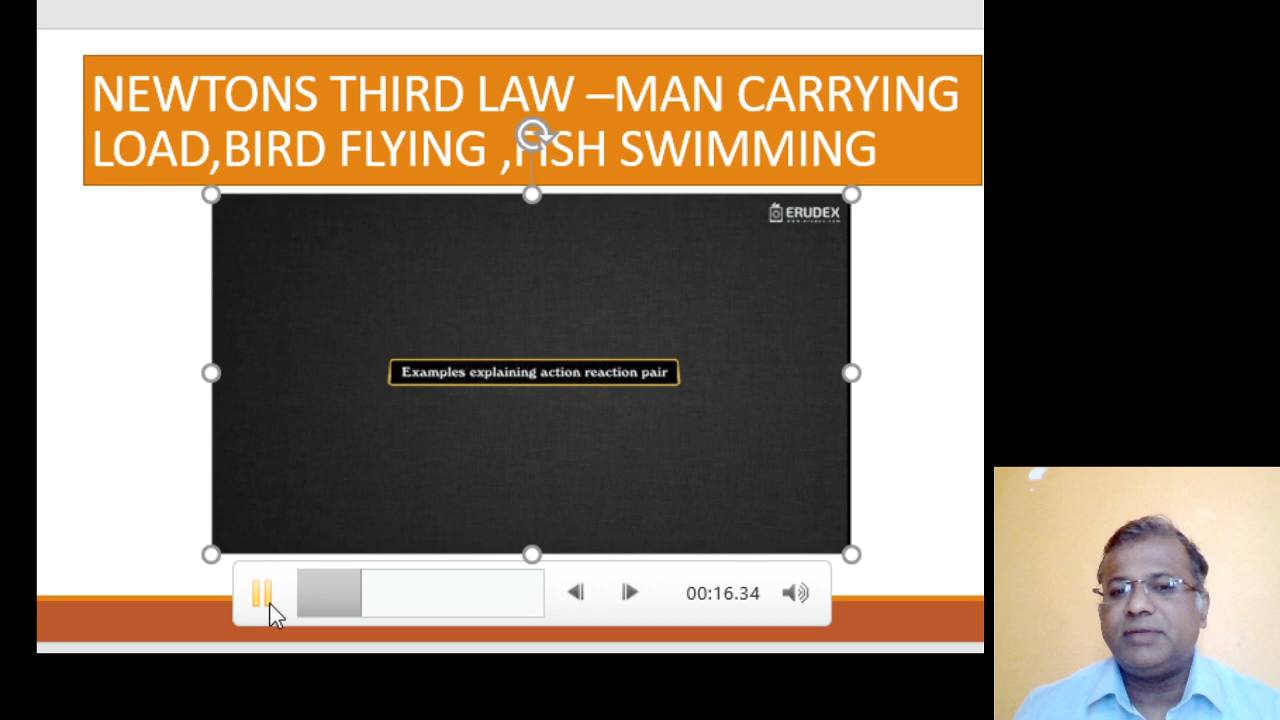 NEWTONS THIRD LAW –MAN CARRYING
LOAD,BIRD FLYING ,FISH SWIMMING
ERUDEX
Examples explaining action reaction pair
00:16.34